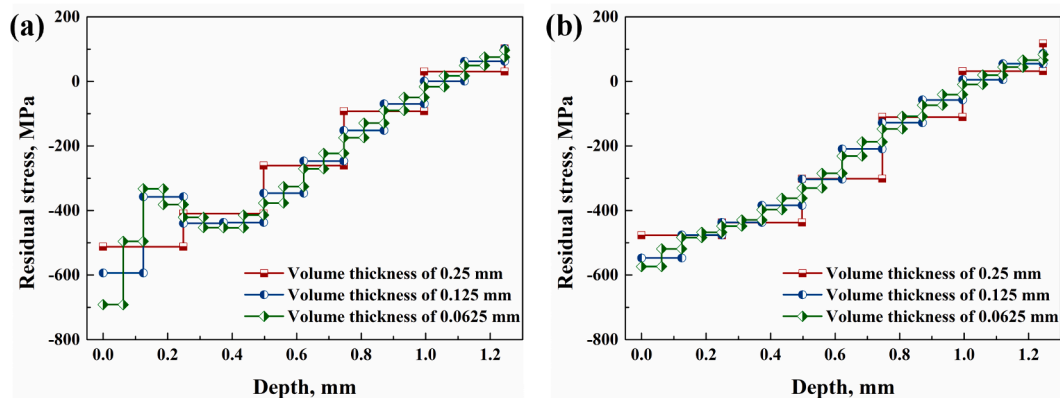 (a)
Residual stress, MPa
200
0
-200
-400
-600
-800
Volume thickness of 0.25 mm
Volume thickness of 0.125 mm
Volume thickness of 0.0625 mm
0.0 0.2 0.4 0.6 0.8 1.0 1.2
Depth, mm
(b)
Residual stress, MPa
200
0
-200
-400
-600
-800
Volume thickness of 0.25 mm
Volume thickness of 0.125 mm
Volume thickness of 0.0625 mm
0.0 0.2 0.4 0.6 0.8 1.0 1.2
Depth, mm